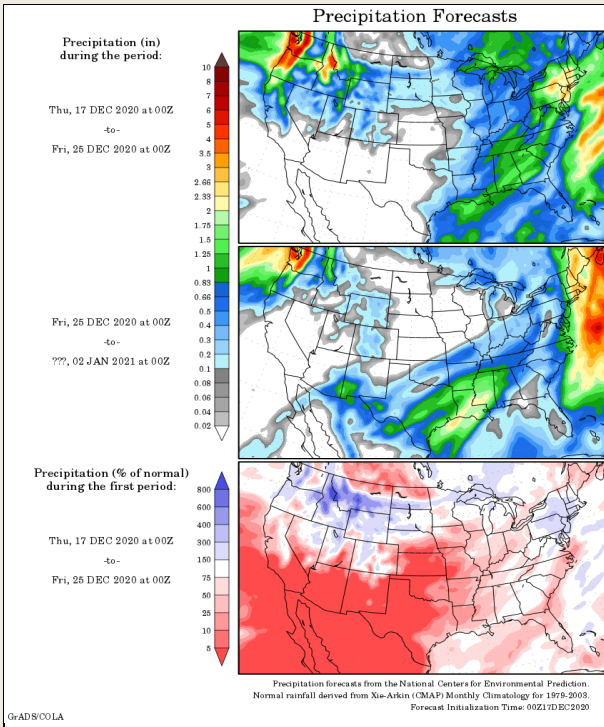 Precipitation Forecasts
Precipitation (in)
during the period:
Thu, 17 DEC 2020 at 00Z
-to-
Fri, 25 DEC 2020 at 00Z
10
8
7
6
5
4
3.5
3
2.66
2.33
2
1.75
1.5
1.25
1
0.83
0.66
0.5
0.4
0.3
0.2
0.1
0.08
0.06
0.04
0.02
Fri, 25 DEC 2020 at 00Z
-to-
???, 02 JAN 2021 at 00Z
Precipitation (% of normal)
during the first period:
Thu, 17 DEC 2020 at 00Z
-to-
Fri, 25 DEC 2020 at 00Z
800
600
400
300
150
75
50
25
10
5
Precipitation forecasts from the National Centers for Environmental Prediction.
Normal rainfall derived from Xie-Arkin (CMAP) Monthly Climatology for 1979-2003.
Forecast Initialization Time: 00Z17DEC2020
GrADS/COLA